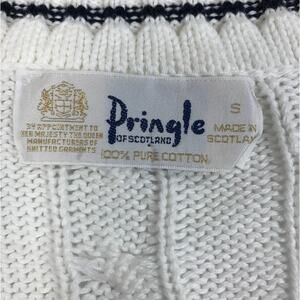 Pringle
OF SCOTLAND
S
BY APPOINTMENT TO
HER MAJESTY THE QUEEN
MANUFACTURERS OF
KNITTED GARMENTS
MADE IN
SCOTLAND
100% PURE COTTON